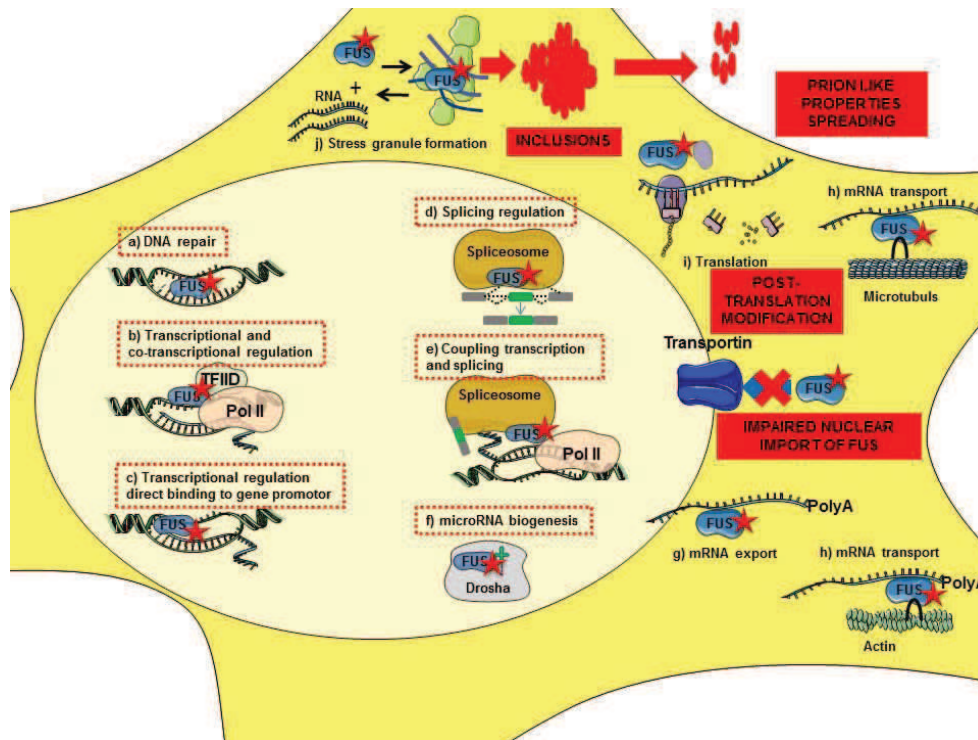 FUS
RNA
+
FUS
j) Stress granule formation
INCLUSIONS
PRION LIKE
PROPERTIES
SPREADING
FUS
i) Translation
h) mRNA transport
FUS
Microtubuls
a) DNA repair
FUS
b) Transcriptional and
co-transcriptional regulation
TFIID
FUS
Pol II
c) Transcriptional regulation
direct binding to gene promotor
FUS
d) Splicing regulation
Spliceosome
FUS
e) Coupling transcription
and splicing
Spliceosome
FUS
Pol II
f) microRNA biogenesis
FUS
+
Drosha
POST-
TRANSLATION
MODIFICATION
Transportin
FUS
IMPAIRED NUCLEAR
IMPORT OF FUS
PolyA
FUS
g) mRNA export
h) mRNA transport
PolyA
FUS
Actin